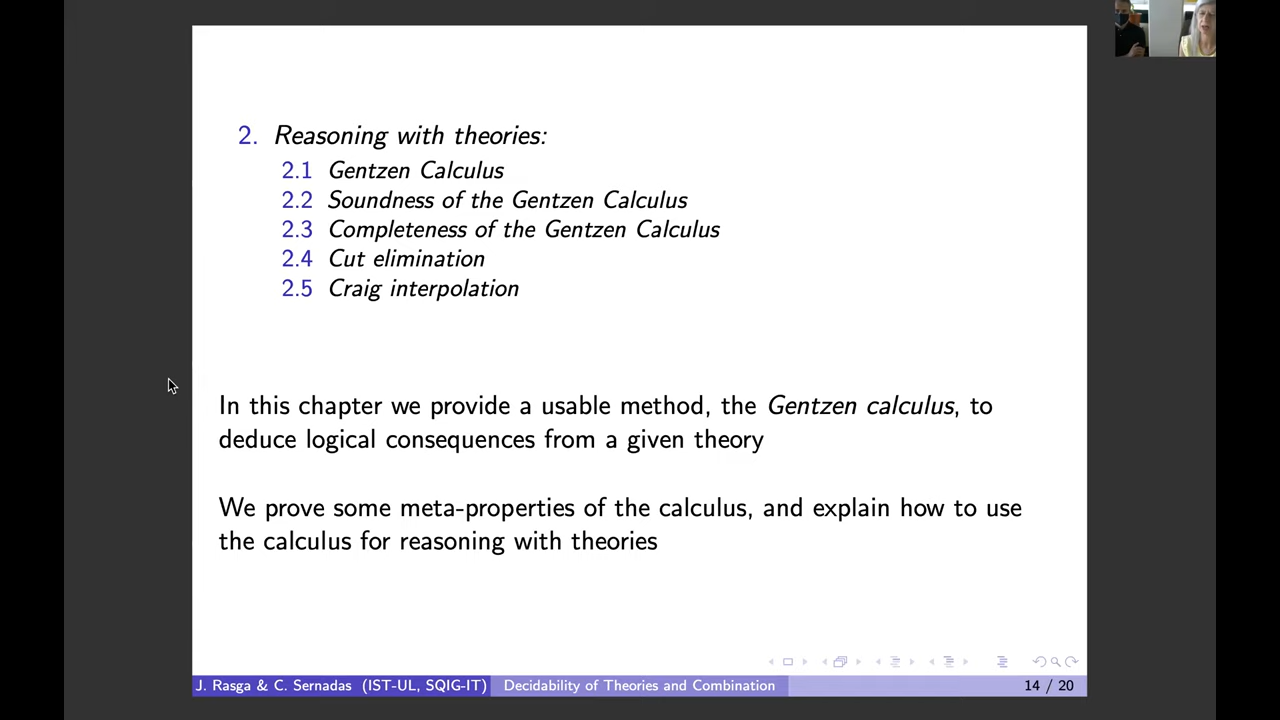 2. Reasoning with theories:
2.1 Gentzen Calculus
2.2 Soundness of the Gentzen Calculus
2.3 Completeness of the Gentzen Calculus
2.4 Cut elimination
2.5 Craig interpolation
In this chapter we provide a usable method, the Gentzen calculus, to
deduce logical consequences from a given theory
We prove some meta-properties of the calculus, and explain how to use
the calculus for reasoning with theories
J. Rasga & C. Sernadas (IST-UL, SQIG-IT) Decidability of Theories and Combination 14 / 20